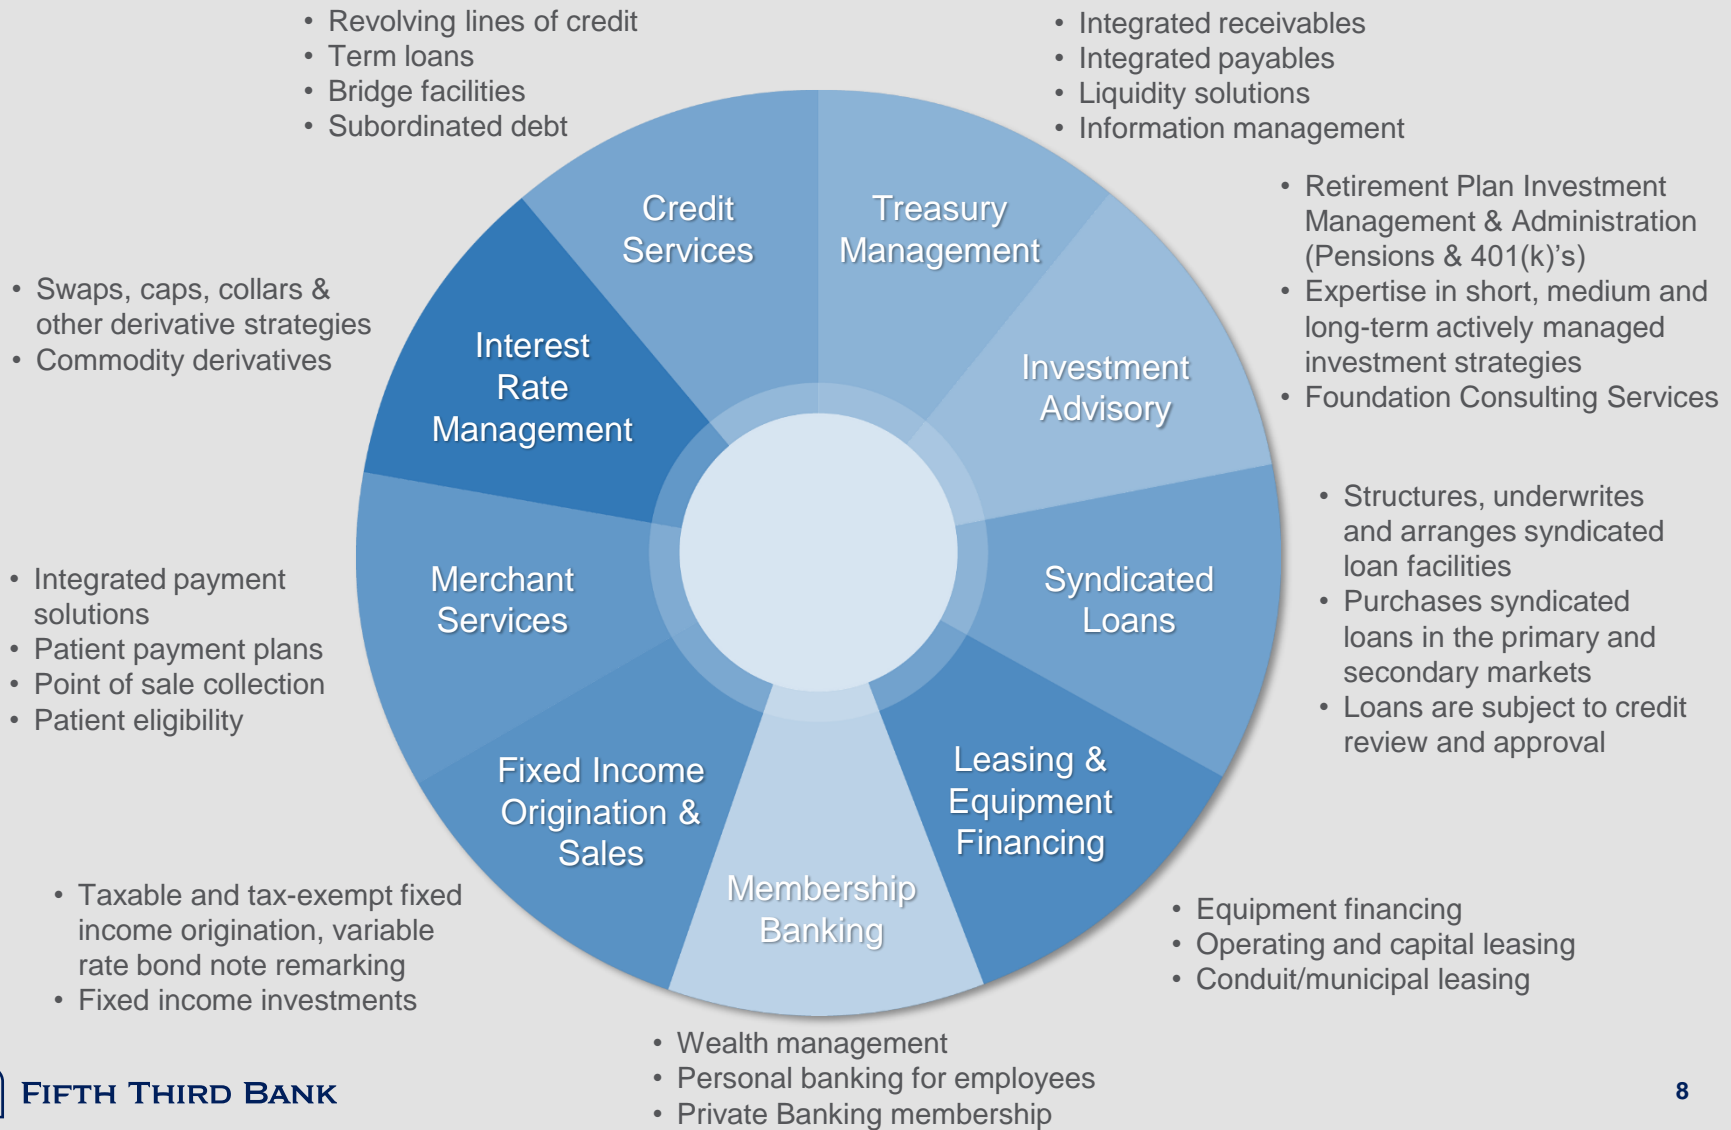 • Revolving lines of credit
• Term loans
• Bridge facilities
• Subordinated debt
• Integrated receivables
• Integrated payables
• Liquidity solutions
• Information management
• Retirement Plan Investment
Management & Administration
(Pensions & 401(k)’s)
• Expertise in short, medium and
long-term actively managed
investment strategies
• Foundation Consulting Services
• Structures, underwrites
and arranges syndicated
loan facilities
• Purchases syndicated
loans in the primary and
secondary markets
• Loans are subject to credit
review and approval
• Equipment financing
• Operating and capital leasing
• Conduit/municipal leasing
• Wealth management
• Personal banking for employees
• Private Banking membership
• Taxable and tax-exempt fixed
income origination, variable
rate bond note remarking
• Fixed income investments
• Integrated payment
solutions
• Patient payment plans
• Point of sale collection
• Patient eligibility
• Swaps, caps, collars &
other derivative strategies
• Commodity derivatives
Credit
Services
Treasury
Management
Investment
Advisory
Syndicated
Loans
Leasing &
Equipment
Financing
Membership
Banking
Fixed Income
Origination &
Sales
Merchant
Services
Interest
Rate
Management
FIFTH THIRD BANK
8